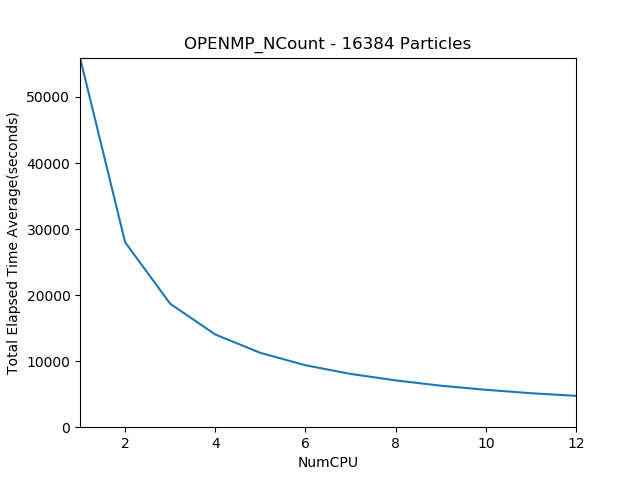 OPENMP_NCount - 16384 Particles
Total Elapsed Time Average(seconds)
50000
40000
30000
20000
10000
0
2 4 6 8 10 12
NumCPU